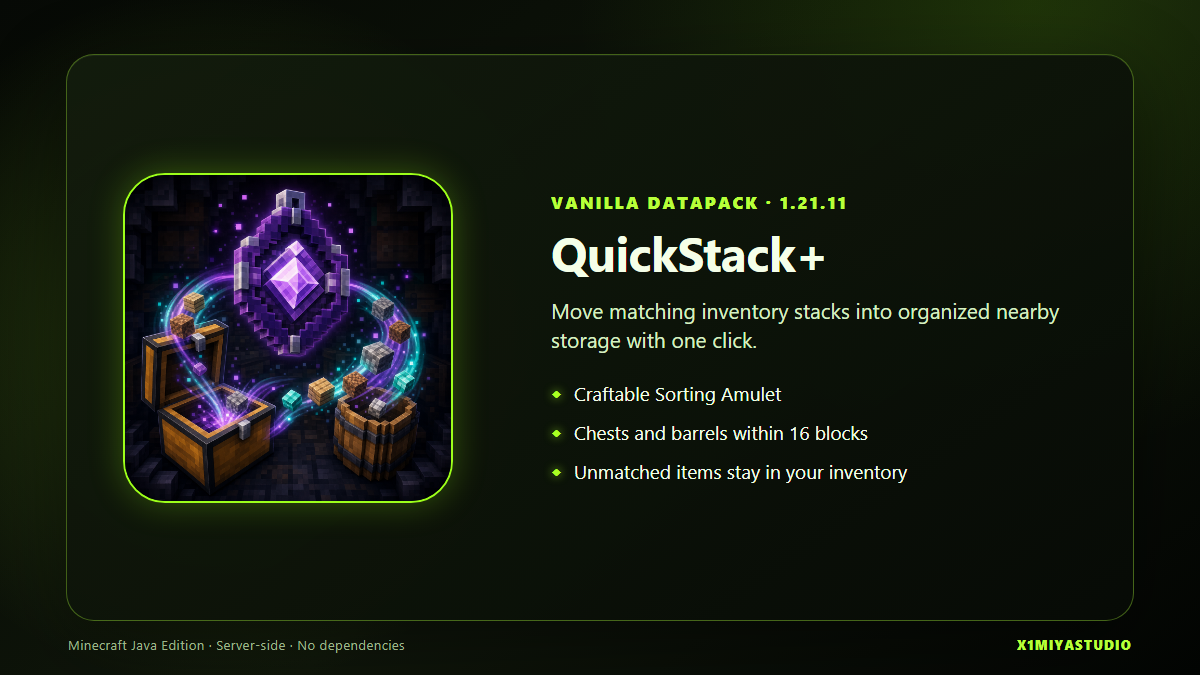 VANILLA DATAPACK · 1.21.11
QuickStack+
Move matching inventory stacks into organized nearby
storage with one click.
Craftable Sorting Amulet
Chests and barrels within 16 blocks
Unmatched items stay in your inventory
Minecraft Java Edition · Server-side · No dependencies
X1MIYASTUDIO